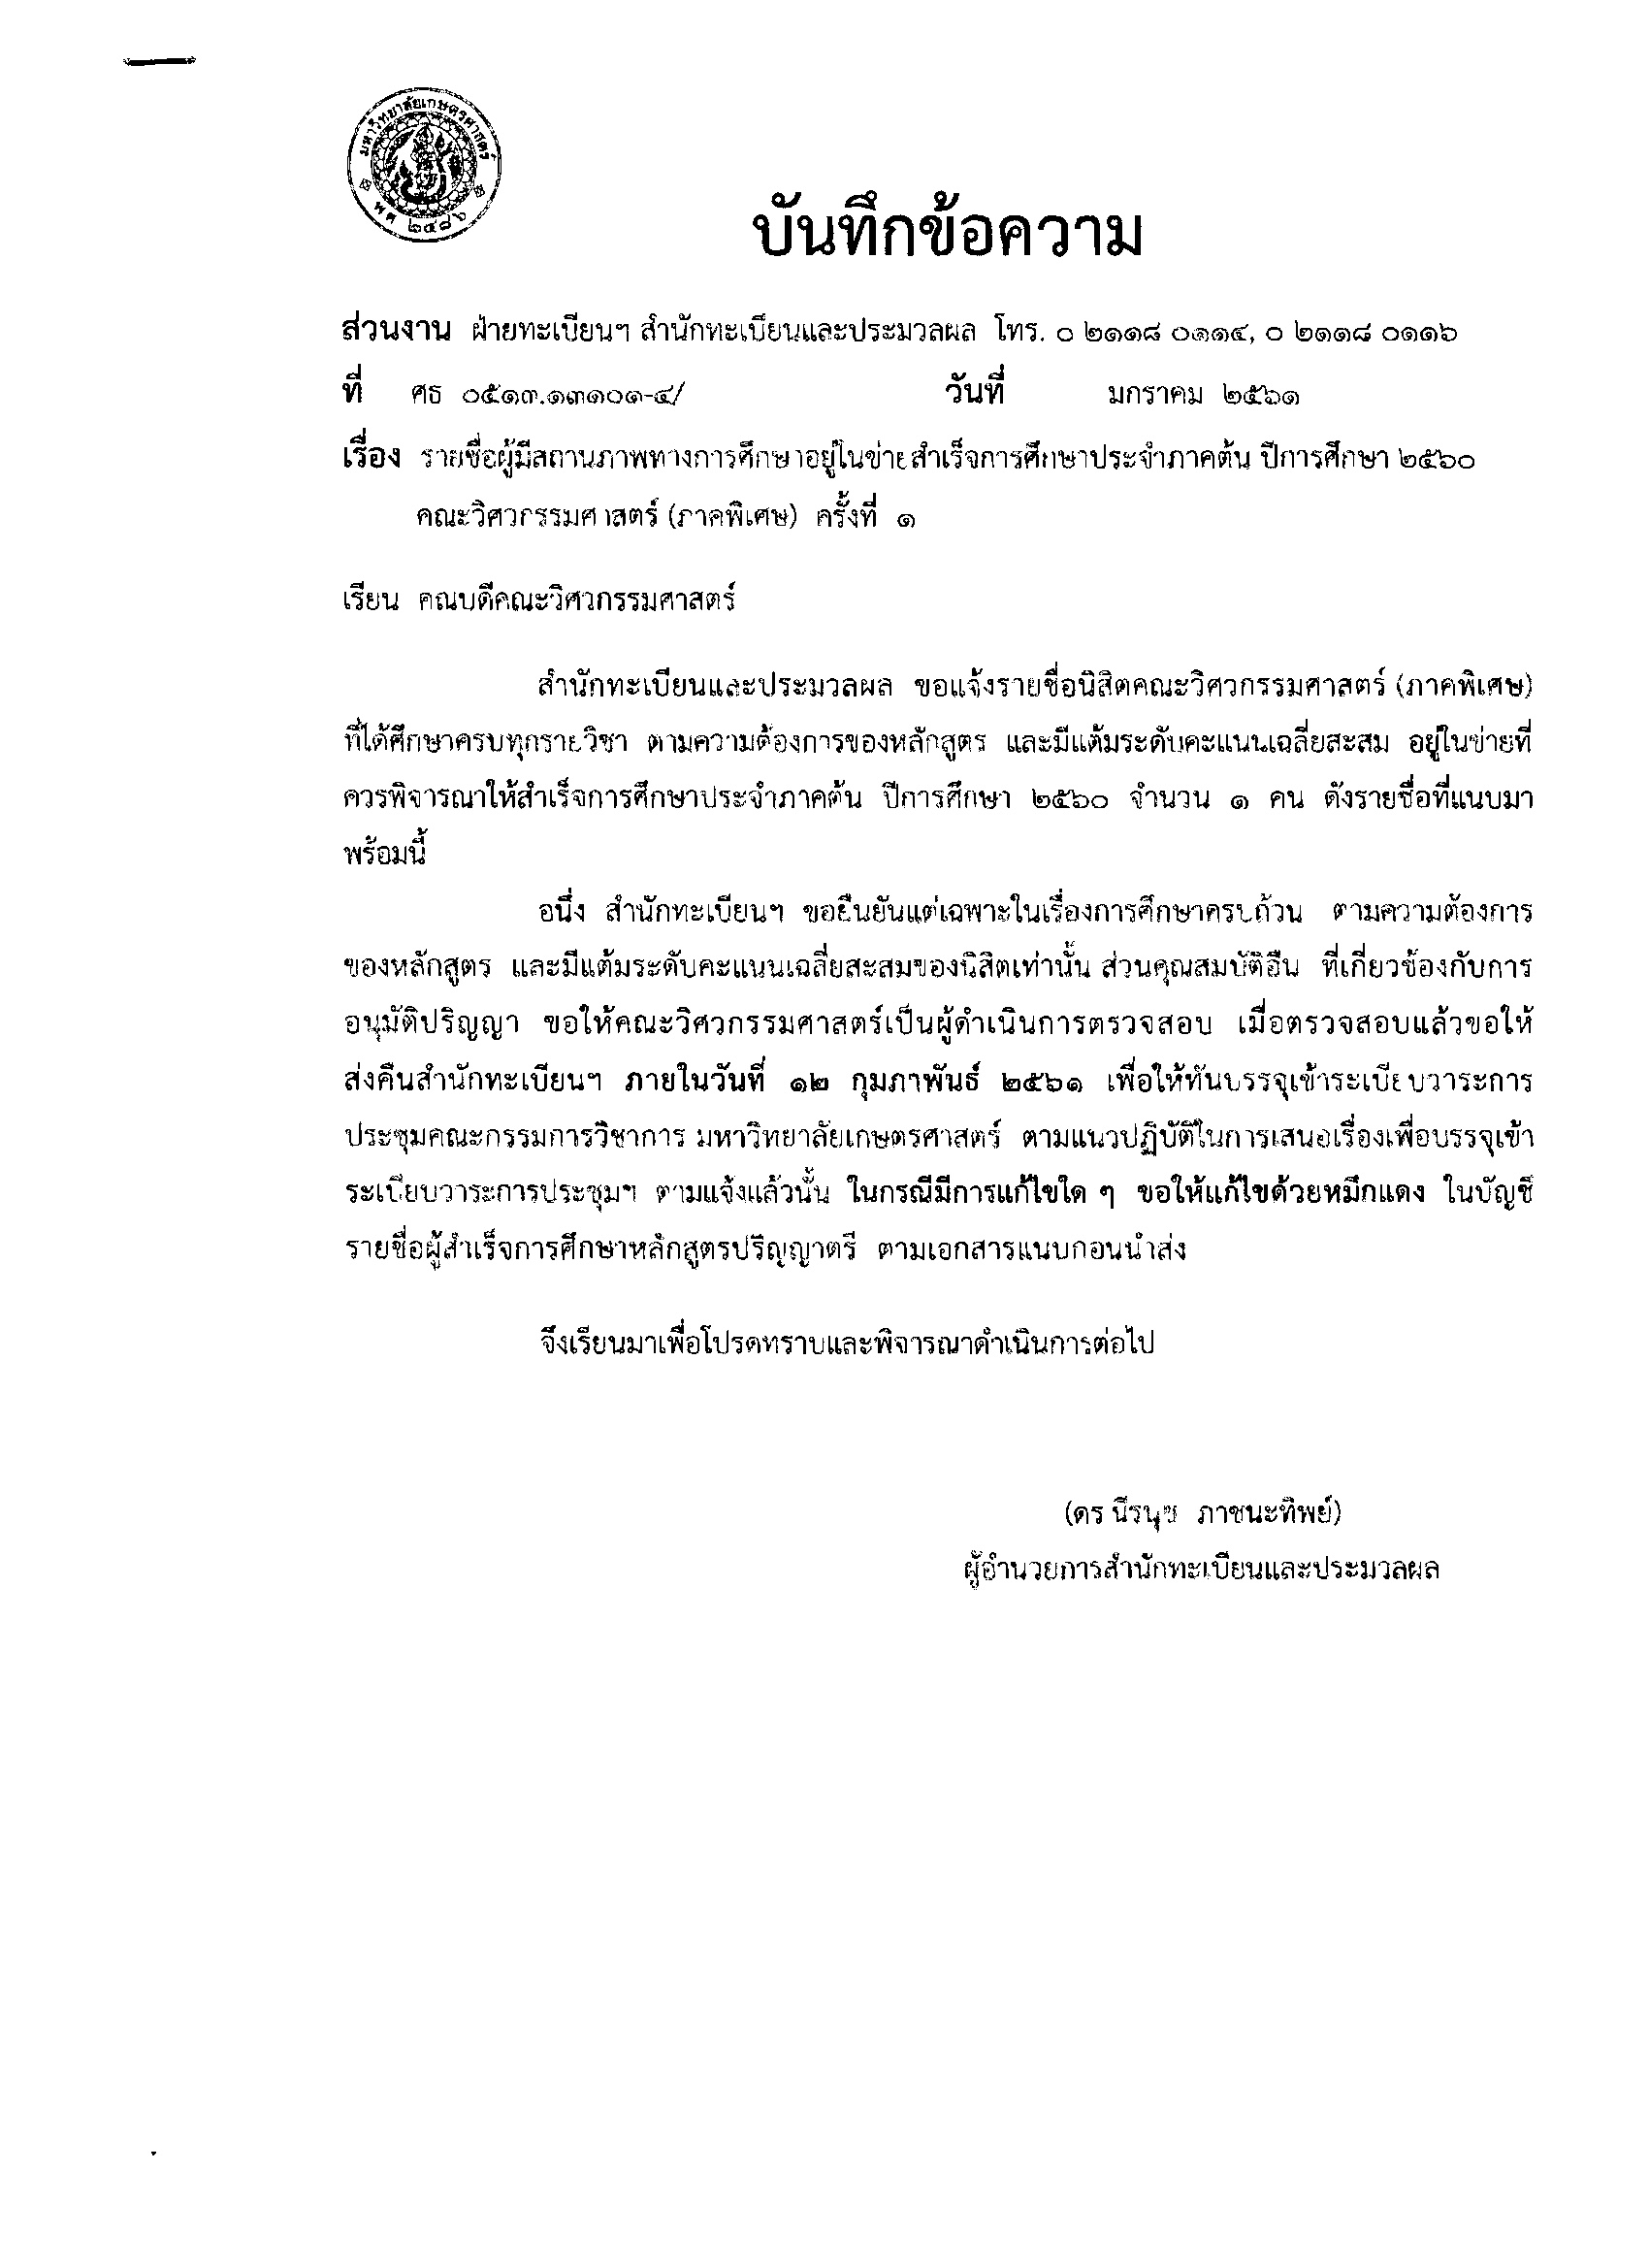 มหาวิทยาลัยเกษตรศาสตร์
พ.ศ. ๒๔๘๖
บันทึกข้อความ
ส่วนงาน ฝ่ายทะเบียนฯ สำนักทะเบียนและประมวลผล โทร. ๐ ๒๑๑๘ ๐๑๑๔, ๐ ๒๑๑๘ ๐๑๑๖
ที่ ศธ ๐๕๑๓.๑๓๑๐๑-๔/ วันที่ มกราคม ๒๕๖๑
เรื่อง รายชื่อผู้มีสถานภาพทางการศึกษาอยู่ในข่ายสำเร็จการศึกษาประจำภาคต้น ปีการศึกษา ๒๕๖๐
คณะวิศวกรรมศาสตร์ (ภาคพิเศษ) ครั้งที่ ๑
เรียน คณบดีคณะวิศวกรรมศาสตร์
สำนักทะเบียนและประมวลผล ขอแจ้งรายชื่อนิสิตคณะวิศวกรรมศาสตร์ (ภาคพิเศษ)
ที่ได้ศึกษาครบทุกรายวิชา ตามความต้องการของหลักสูตร และมีแต้มระดับคะแนนเฉลี่ยสะสม อยู่ในข่ายที่
ควรพิจารณาให้สำเร็จการศึกษาประจำภาคต้น ปีการศึกษา ๒๕๖๐ จำนวน ๑ คน ดังรายชื่อที่แนบมา
พร้อมนี้
อนึ่ง สำนักทะเบียนฯ ขอยืนยันแต่เฉพาะในเรื่องการศึกษาครบถ้วน ตามความต้องการ
ของหลักสูตร และมีแต้มระดับคะแนนเฉลี่ยสะสมของนิสิตเท่านั้น ส่วนคุณสมบัติอื่น ที่เกี่ยวข้องกับการ
อนุมัติปริญญา ขอให้คณะวิศวกรรมศาสตร์เป็นผู้ดำเนินการตรวจสอบ เมื่อตรวจสอบแล้วขอให้
ส่งคืนสำนักทะเบียนฯ ภายในวันที่ ๑๒ กุมภาพันธ์ ๒๕๖๑ เพื่อให้ทันบรรจุเข้าระเบียบวาระการ
ประชุมคณะกรรมการวิชาการ มหาวิทยาลัยเกษตรศาสตร์ ตามแนวปฏิบัติในการเสนอเรื่องเพื่อบรรจุเข้า
ระเบียบวาระการประชุมฯ ตามแจ้งแล้วนั้น ในกรณีมีการแก้ไขใด ๆ ขอให้แก้ไขด้วยหมึกแดง ในบัญชี
รายชื่อผู้สำเร็จการศึกษาหลักสูตรปริญญาตรี ตามเอกสารแนบก่อนนำส่ง
จึงเรียนมาเพื่อโปรดทราบและพิจารณาดำเนินการต่อไป
(ดร.นีรนุช ภาชนะทิพย์)
ผู้อำนวยการสำนักทะเบียนและประมวลผล